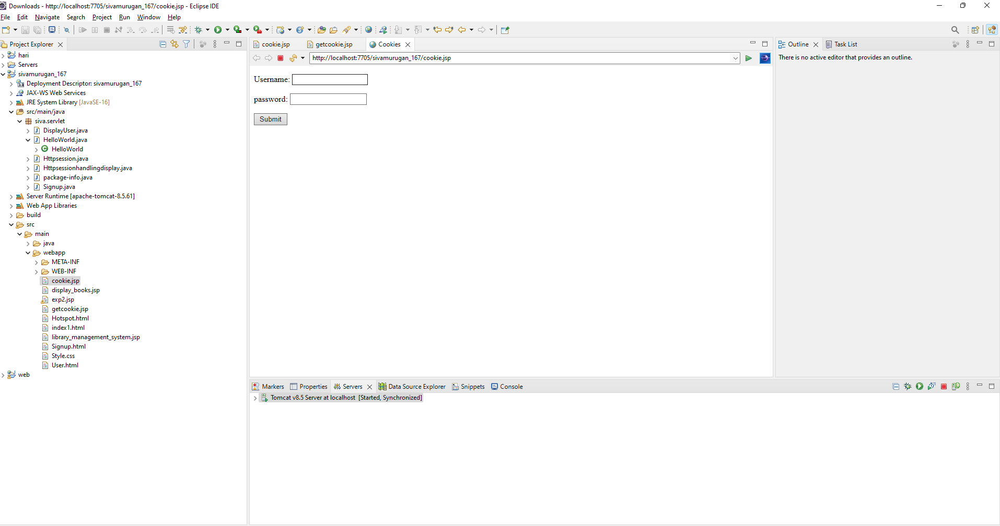 Downloads - http://localhost:7705/sivamurugan_167/cookie.jsp - Eclipse IDE
File Edit Navigate Search Project Run Window Help
Project Explorer
hari
Servers
sivamurugan_167
Deployment Descriptor: sivamurugan_167
JAX-WS Web Services
JRE System Library [JavaSE-16]
src/main/java
siva.servlet
DisplayUser.java
HelloWorld.java
HelloWorld
Httpsession.java
Httpsessionhandlingdisplay.java
package-info.java
Signup.java
Server Runtime [apache-tomcat-8.5.61]
Web App Libraries
build
src
main
java
webapp
META-INF
WEB-INF
cookie.jsp
display_books.jsp
exp2.jsp
getcookie.jsp
Hotspot.html
index1.html
library_management_system.jsp
Signup.html
Style.css
User.html
web
cookie.jsp getcookie.jsp Cookies
http://localhost:7705/sivamurugan_167/cookie.jsp
Username:
password:
Submit
Outline Task List
There is no active editor that provides an outline.
Markers Properties Servers Data Source Explorer Snippets Console
Tomcat v8.5 Server at localhost [Started, Synchronized]